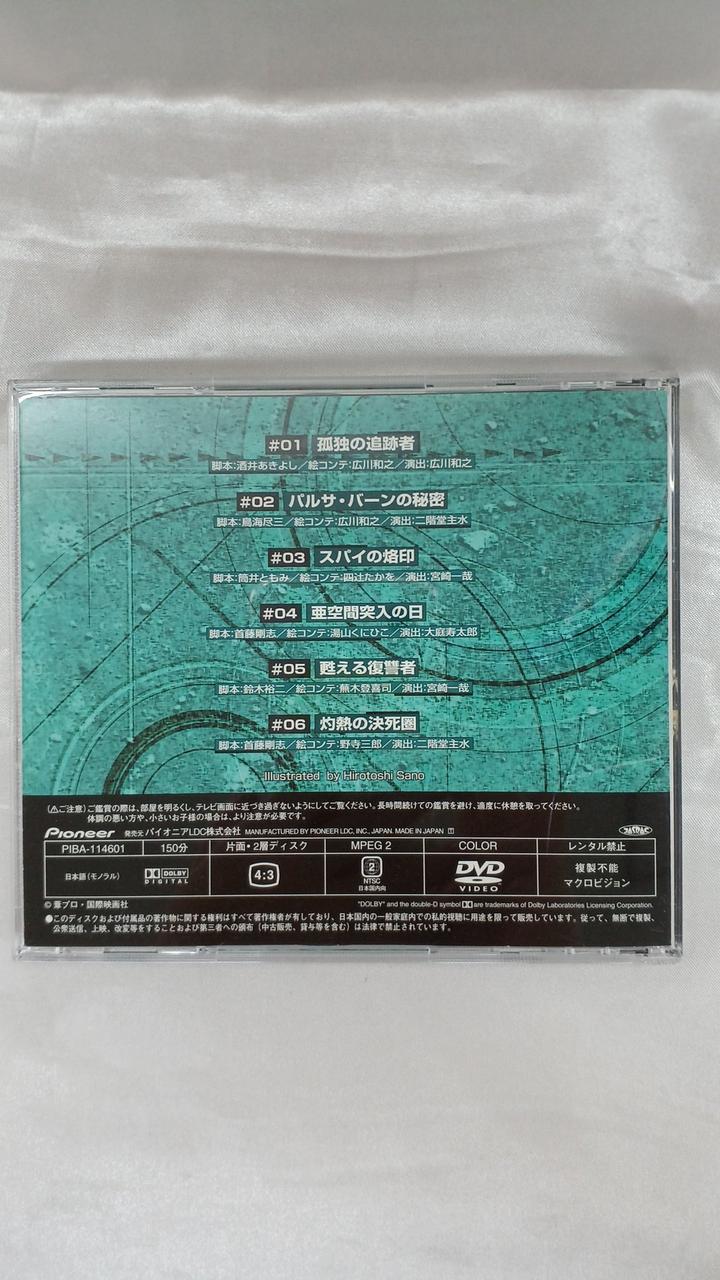 #01 孤独の追跡者
脚本:酒井あきよし/絵コンテ:広川和之/演出:広川和之
#02 バルサ・バーンの秘密
脚本:鳥海尽三/絵コンテ:広川和之/演出:二階堂主水
#03 スパイの烙印
脚本:筒井ともみ/絵コンテ:四辻たかを/演出:宮崎一哉
#04 亜空間突入の日
脚本:首藤剛志/絵コンテ:湯山くにひこ/演出:大庭寿太郎
#05 甦える復讐者
脚本:鈴木裕二/絵コンテ:蕪木登喜司/演出:宮崎一哉
#06 灼熱の決死圏
脚本:首藤剛志/絵コンテ:野寺三郎/演出:二階堂主水
Illustrated by Hirotoshi Sano
(⚠ご注意)ご鑑賞の際は、部屋を明るくし、テレビ画面に近づき過ぎないようにしてご覧ください。長時間続けての鑑賞を避け、適度に休憩を取ってください。
体調の悪い方や、小さいお子様の場合は、より注意が必要です。
Pioneer 発売元 パイオニアLDC株式会社 MANUFACTURED BY PIONEER LDC, INC., JAPAN. MADE IN JAPAN
JASRAC
PIBA-114601 150分 片面・2層ディスク MPEG 2 COLOR レンタル禁止
日本語(モノラル) DOLBY DIGITAL 4:3 2 NTSC 日本国内向 DVD VIDEO 複製不能 マクロビジョン
© 葦プロ・国際映画社
"DOLBY" and the double-D symbol are trademarks of Dolby Laboratories Licensing Corporation.
●このディスクおよび付属品の著作物に関する権利はすべて著作権者が有しており、日本国内の一般家庭内での私的視聴に用途を限って販売しています。従って、無断で複製、
公衆送信、上映、改変等をすることおよび第三者への頒布(中古販売、貸与等を含む)は法律で禁止されています。